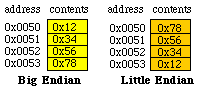 address contents address contents
0x0050 0x12 0x0050 0x78
0x0051 0x34 0x0051 0x56
0x0052 0x56 0x0052 0x34
0x0053 0x78 0x0053 0x12
Big Endian Little Endian